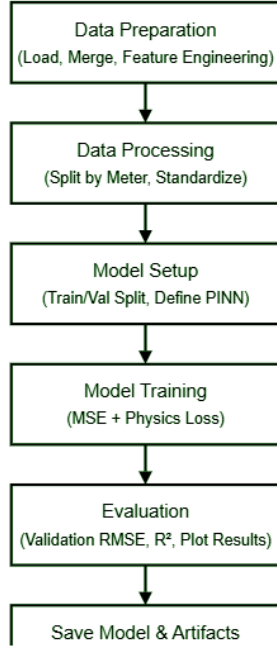 Data Preparation
(Load, Merge, Feature Engineering)
Data Processing
(Split by Meter, Standardize)
Model Setup
(Train/Val Split, Define PINN)
Model Training
(MSE + Physics Loss)
Evaluation
(Validation RMSE, R², Plot Results)
Save Model & Artifacts